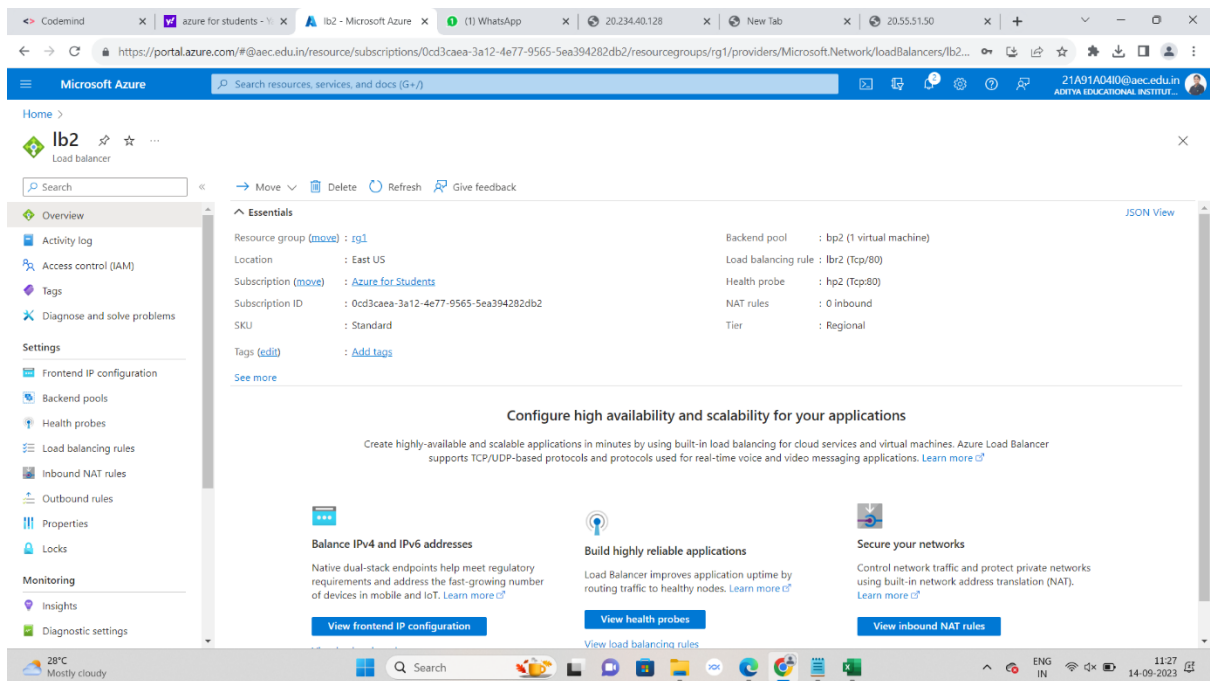 Codemind
azure for students - Y
lb2 - Microsoft Azure
(1) WhatsApp
20.234.40.128
New Tab
20.55.51.50
https://portal.azure.com/#@aec.edu.in/resource/subscriptions/0cd3caea-3a12-4e77-9565-5ea394282db2/resourcegroups/rg1/providers/Microsoft.Network/loadBalancers/lb2...
Microsoft Azure
Search resources, services, and docs (G+/)
2
21A91A04I0@aec.edu.in
ADITYA EDUCATIONAL INSTITUT...
Home >
lb2
Load balancer
Search
Move
Delete
Refresh
Give feedback
Overview
Activity log
Access control (IAM)
Tags
Diagnose and solve problems
Settings
Frontend IP configuration
Backend pools
Health probes
Load balancing rules
Inbound NAT rules
Outbound rules
Properties
Locks
Monitoring
Insights
Diagnostic settings
Essentials
JSON View
Resource group (move) : rg1
Location : East US
Subscription (move) : Azure for Students
Subscription ID : 0cd3caea-3a12-4e77-9565-5ea394282db2
SKU : Standard
Tags (edit) : Add tags
See more
Backend pool : bp2 (1 virtual machine)
Load balancing rule : lbr2 (Tcp/80)
Health probe : hp2 (Tcp:80)
NAT rules : 0 inbound
Tier : Regional
Configure high availability and scalability for your applications
Create highly-available and scalable applications in minutes by using built-in load balancing for cloud services and virtual machines. Azure Load Balancer
supports TCP/UDP-based protocols and protocols used for real-time voice and video messaging applications. Learn more
Balance IPv4 and IPv6 addresses
Native dual-stack endpoints help meet regulatory
requirements and address the fast-growing number
of devices in mobile and IoT. Learn more
View frontend IP configuration
Build highly reliable applications
Load Balancer improves application uptime by
routing traffic to healthy nodes. Learn more
View health probes
View load balancing rules
Secure your networks
Control network traffic and protect private networks
using built-in network address translation (NAT).
Learn more
View inbound NAT rules
28°C
Mostly cloudy
Search
ENG
IN
11:27
14-09-2023